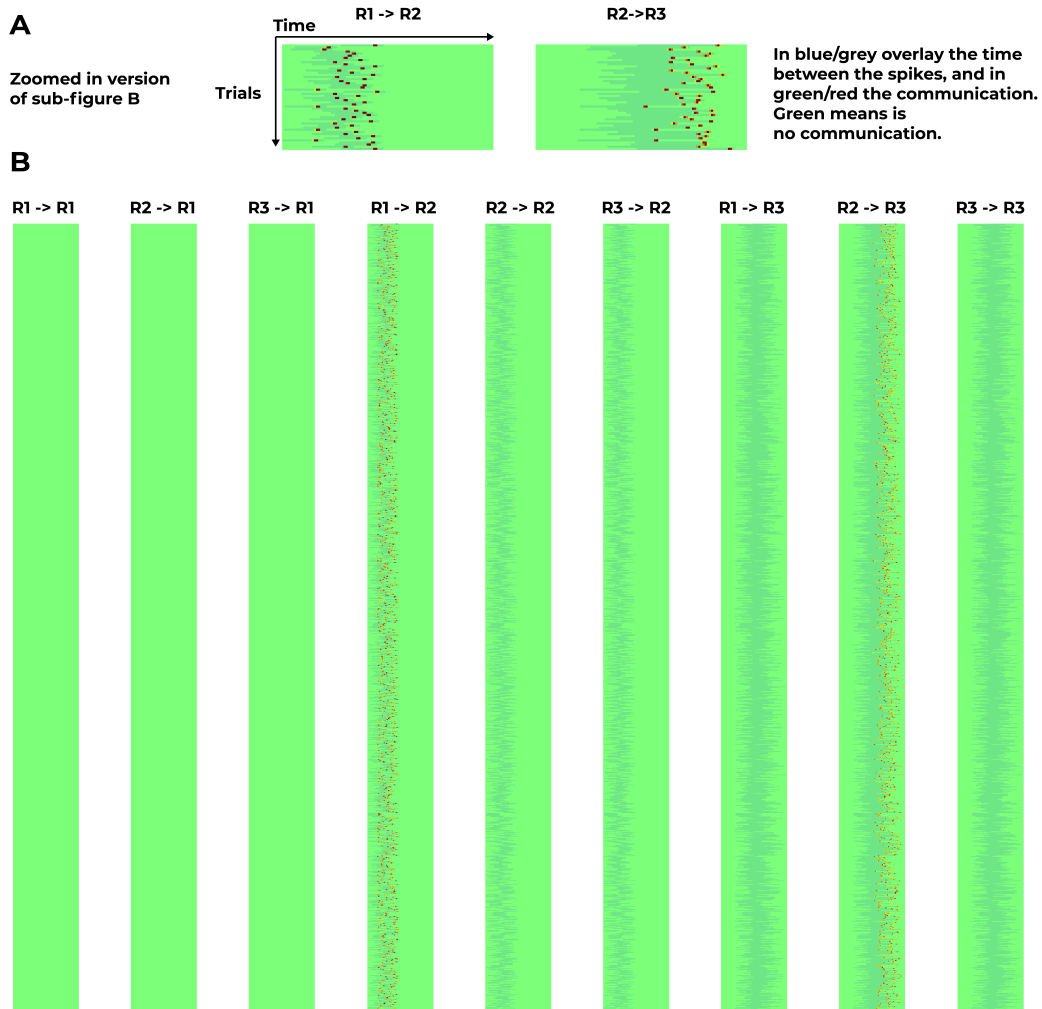 A
R1 -> R2
R2->R3
Time
Zoomed in version
of sub-figure B
Trials
In blue/grey overlay the time
between the spikes, and in
green/red the communication.
Green means is
no communication.
B
R1 -> R1
R2 -> R1
R3 -> R1
R1 -> R2
R2 -> R2
R3 -> R2
R1 -> R3
R2 -> R3
R3 -> R3